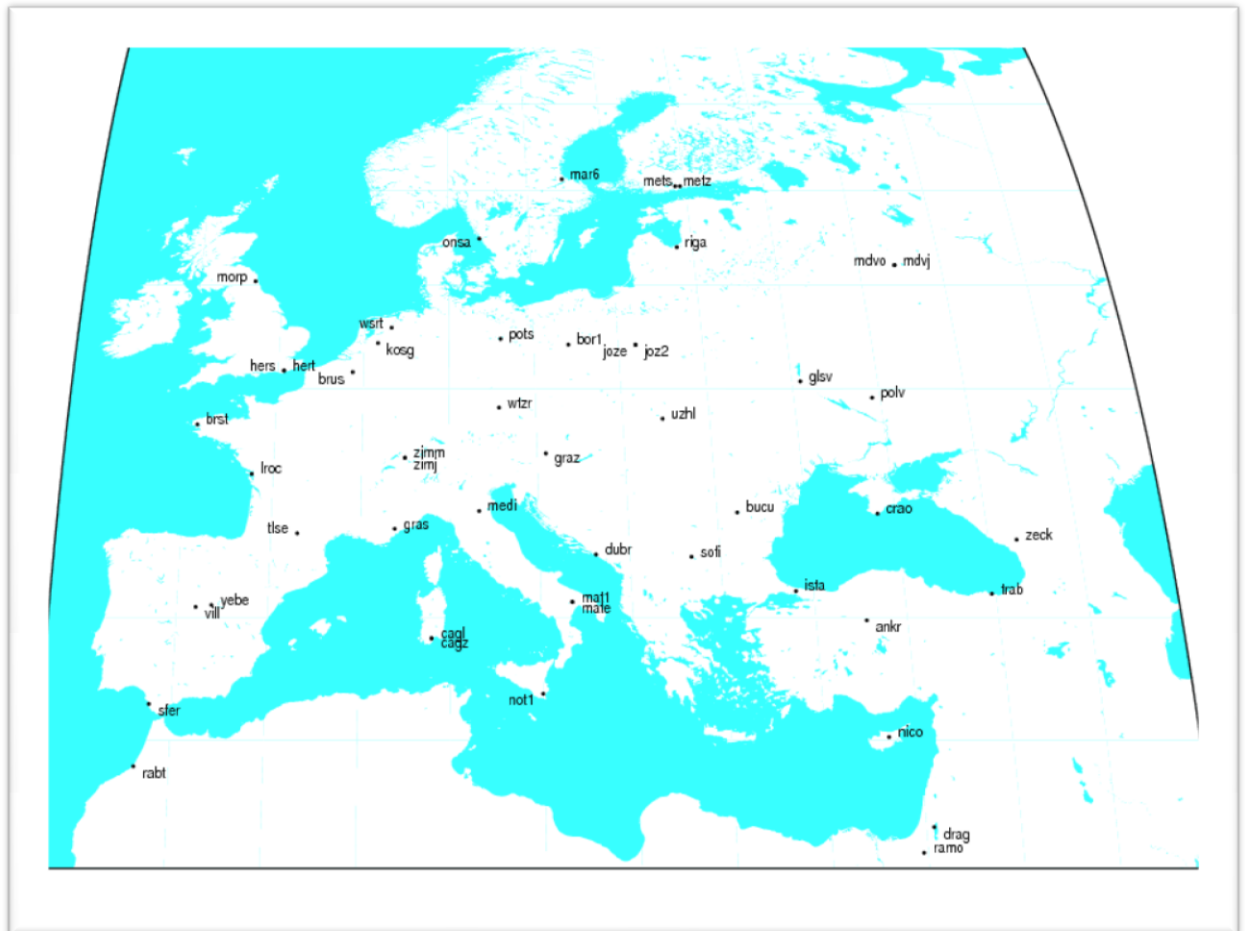 mar6
mets metz
onsa
riga
mdvo mdvj
morp
wsrt
kosg
pots
bor1
joze joz2
hers hert
brus
glsv
polv
wtzr
brst
uzhl
zimm
zimj
graz
lroc
medi
bucu
crao
tlse
gras
dubr
sofi
zeck
ista
trab
yebe
vill
mat1
mate
ankr
cagl
cagz
not1
sfer
nico
rabt
drag
ramo